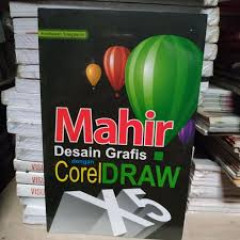 Mahir
Desain Grafis
dengan
CorelDRAW
X5